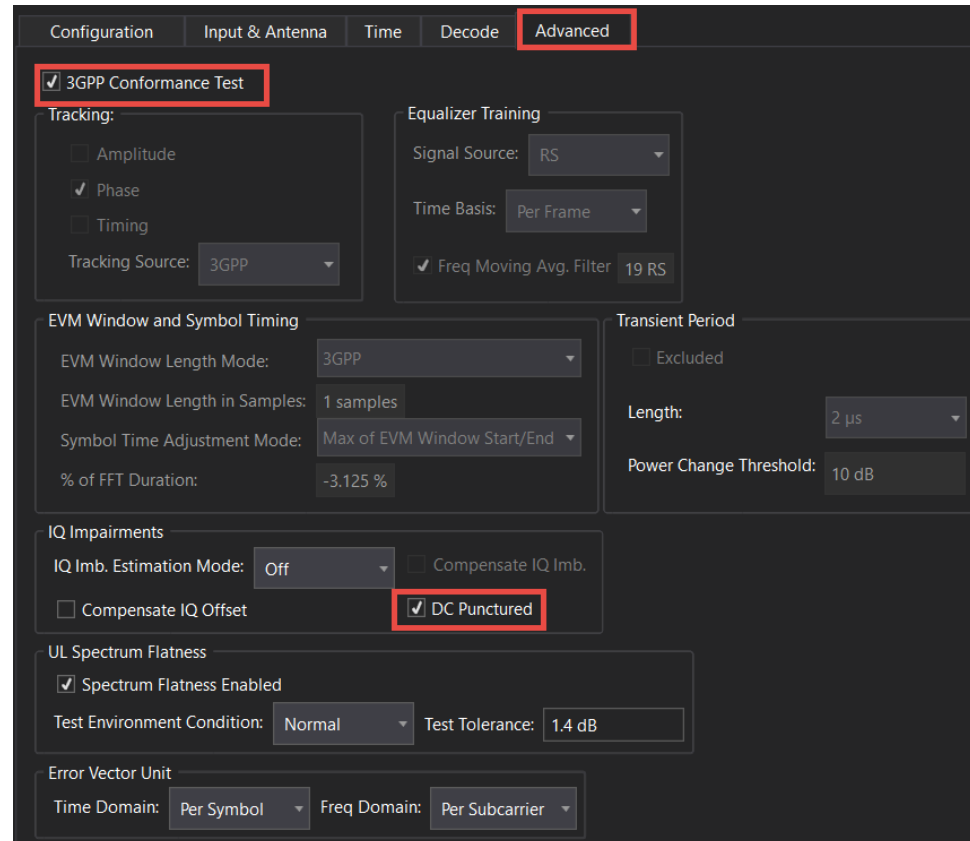 Configuration Input & Antenna Time Decode Advanced
3GPP Conformance Test
Tracking:
Amplitude
Phase
Timing
Tracking Source: 3GPP
Equalizer Training
Signal Source: RS
Time Basis: Per Frame
Freq Moving Avg. Filter 19 RS
EVM Window and Symbol Timing
EVM Window Length Mode: 3GPP
EVM Window Length in Samples: 1 samples
Symbol Time Adjustment Mode: Max of EVM Window Start/End
% of FFT Duration: -3.125 %
Transient Period
Excluded
Length: 2 µs
Power Change Threshold: 10 dB
IQ Impairments
IQ Imb. Estimation Mode: Off Compensate IQ Imb.
Compensate IQ Offset DC Punctured
UL Spectrum Flatness
Spectrum Flatness Enabled
Test Environment Condition: Normal Test Tolerance: 1.4 dB
Error Vector Unit
Time Domain: Per Symbol Freq Domain: Per Subcarrier